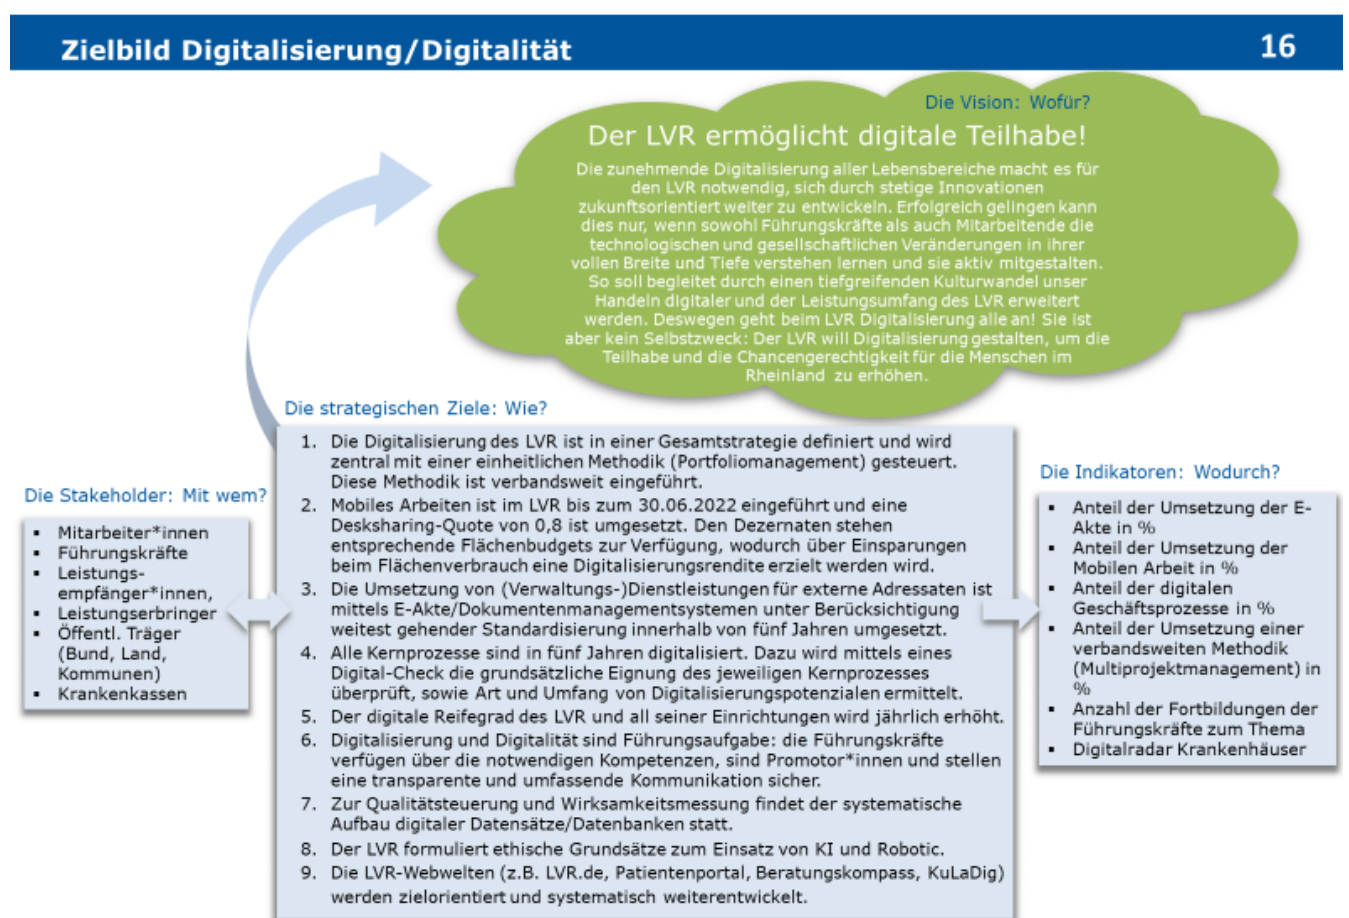 Zielbild Digitalisierung/Digitalität
16
Die Vision: Wofür?
Der LVR ermöglicht digitale Teilhabe!
Die zunehmende Digitalisierung aller Lebensbereiche macht es für
den LVR notwendig, sich durch stetige Innovationen
zukunftsorientiert weiter zu entwickeln. Erfolgreich gelingen kann
dies nur, wenn sowohl Führungskräfte als auch Mitarbeitende die
technologischen und gesellschaftlichen Veränderungen in ihrer
vollen Breite und Tiefe verstehen lernen und sie aktiv mitgestalten.
So soll begleitet durch einen tiefgreifenden Kulturwandel unser
Handeln digitaler und der Leistungsumfang des LVR erweitert
werden. Deswegen geht beim LVR Digitalisierung alle an! Sie ist
aber kein Selbstzweck: Der LVR will Digitalisierung gestalten, um die
Teilhabe und die Chancengerechtigkeit für die Menschen im
Rheinland zu erhöhen.
Die Stakeholder: Mit wem?
▪ Mitarbeiter*innen
▪ Führungskräfte
▪ Leistungs-
empfänger*innen,
▪ Leistungserbringer
▪ Öffentl. Träger
(Bund, Land,
Kommunen)
▪ Krankenkassen
Die strategischen Ziele: Wie?
1. Die Digitalisierung des LVR ist in einer Gesamtstrategie definiert und wird
zentral mit einer einheitlichen Methodik (Portfoliomanagement) gesteuert.
Diese Methodik ist verbandsweit eingeführt.
2. Mobiles Arbeiten ist im LVR bis zum 30.06.2022 eingeführt und eine
Desksharing-Quote von 0,8 ist umgesetzt. Den Dezernaten stehen
entsprechende Flächenbudgets zur Verfügung, wodurch über Einsparungen
beim Flächenverbrauch eine Digitalisierungsrendite erzielt werden wird.
3. Die Umsetzung von (Verwaltungs-)Dienstleistungen für externe Adressaten ist
mittels E-Akte/Dokumentenmanagementsystemen unter Berücksichtigung
weitest gehender Standardisierung innerhalb von fünf Jahren umgesetzt.
4. Alle Kernprozesse sind in fünf Jahren digitalisiert. Dazu wird mittels eines
Digital-Check die grundsätzliche Eignung des jeweiligen Kernprozesses
überprüft, sowie Art und Umfang von Digitalisierungspotenzialen ermittelt.
5. Der digitale Reifegrad des LVR und all seiner Einrichtungen wird jährlich erhöht.
6. Digitalisierung und Digitalität sind Führungsaufgabe: die Führungskräfte
verfügen über die notwendigen Kompetenzen, sind Promotor*innen und stellen
eine transparente und umfassende Kommunikation sicher.
7. Zur Qualitätsteuerung und Wirksamkeitsmessung findet der systematische
Aufbau digitaler Datensätze/Datenbanken statt.
8. Der LVR formuliert ethische Grundsätze zum Einsatz von KI und Robotic.
9. Die LVR-Webwelten (z.B. LVR.de, Patientenportal, Beratungskompass, KuLaDig)
werden zielorientiert und systematisch weiterentwickelt.
Die Indikatoren: Wodurch?
▪ Anteil der Umsetzung der E-
Akte in %
▪ Anteil der Umsetzung der
Mobilen Arbeit in %
▪ Anteil der digitalen
Geschäftsprozesse in %
▪ Anteil der Umsetzung einer
verbandsweiten Methodik
(Multiprojektmanagement) in
%
▪ Anzahl der Fortbildungen der
Führungskräfte zum Thema
▪ Digitalradar Krankenhäuser